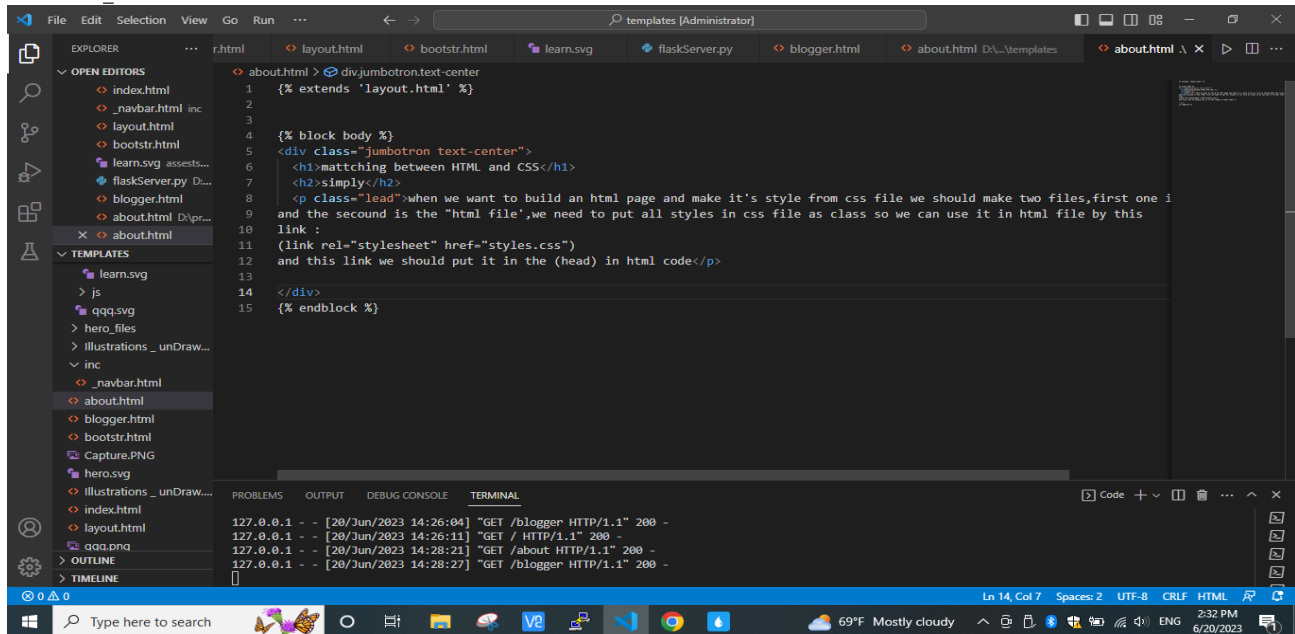 File Edit Selection View Go Run ···
templates [Administrator]
EXPLORER
r.html layout.html bootstr.html learn.svg flaskServer.py blogger.html about.html D:\...\templates about.html .\
OPEN EDITORS
index.html
_navbar.html inc
layout.html
bootstr.html
learn.svg assests...
flaskServer.py D:...
blogger.html
about.html D:\pr...
about.html
TEMPLATES
learn.svg
js
qqq.svg
hero_files
Illustrations _ unDraw...
inc
_navbar.html
about.html
blogger.html
bootstr.html
Capture.PNG
hero.svg
Illustrations _ unDraw....
index.html
layout.html
qqq.png
OUTLINE
TIMELINE
about.html > div.jumbotron.text-center
1 {% extends 'layout.html' %}
2
3
4 {% block body %}
5 <div class="jumbotron text-center">
6 <h1>mattching between HTML and CSS</h1>
7 <h2>simply</h2>
8 <p class="lead">when we want to build an html page and make it's style from css file we should make two files,first one i
9 and the secound is the "html file',we need to put all styles in css file as class so we can use it in html file by this
10 link :
11 (link rel="stylesheet" href="styles.css")
12 and this link we should put it in the (head) in html code</p>
13
14 </div>
15 {% endblock %}
PROBLEMS OUTPUT DEBUG CONSOLE TERMINAL
Code
127.0.0.1 - - [20/Jun/2023 14:26:04] "GET /blogger HTTP/1.1" 200 -
127.0.0.1 - - [20/Jun/2023 14:26:11] "GET / HTTP/1.1" 200 -
127.0.0.1 - - [20/Jun/2023 14:28:21] "GET /about HTTP/1.1" 200 -
127.0.0.1 - - [20/Jun/2023 14:28:27] "GET /blogger HTTP/1.1" 200 -
0 0
Ln 14, Col 7 Spaces: 2 UTF-8 CRLF HTML
Type here to search
69°F Mostly cloudy
ENG
2:32 PM
6/20/2023